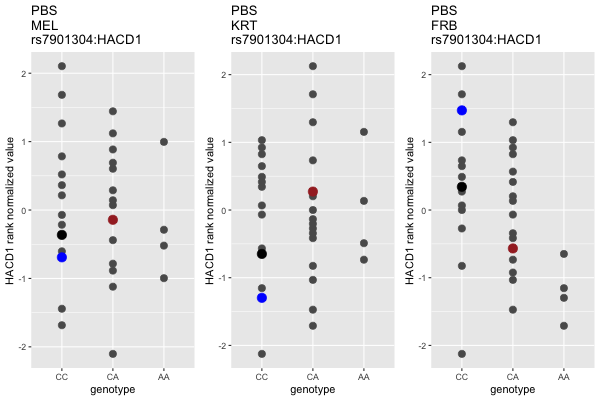 PBS
MEL
rs7901304:HACD1
HACD1 rank normalized value
2
1
0
-1
-2
CC
CA
AA
genotype
PBS
KRT
rs7901304:HACD1
HACD1 rank normalized value
2
1
0
-1
-2
CC
CA
AA
genotype
PBS
FRB
rs7901304:HACD1
HACD1 rank normalized value
2
1
0
-1
-2
CC
CA
AA
genotype